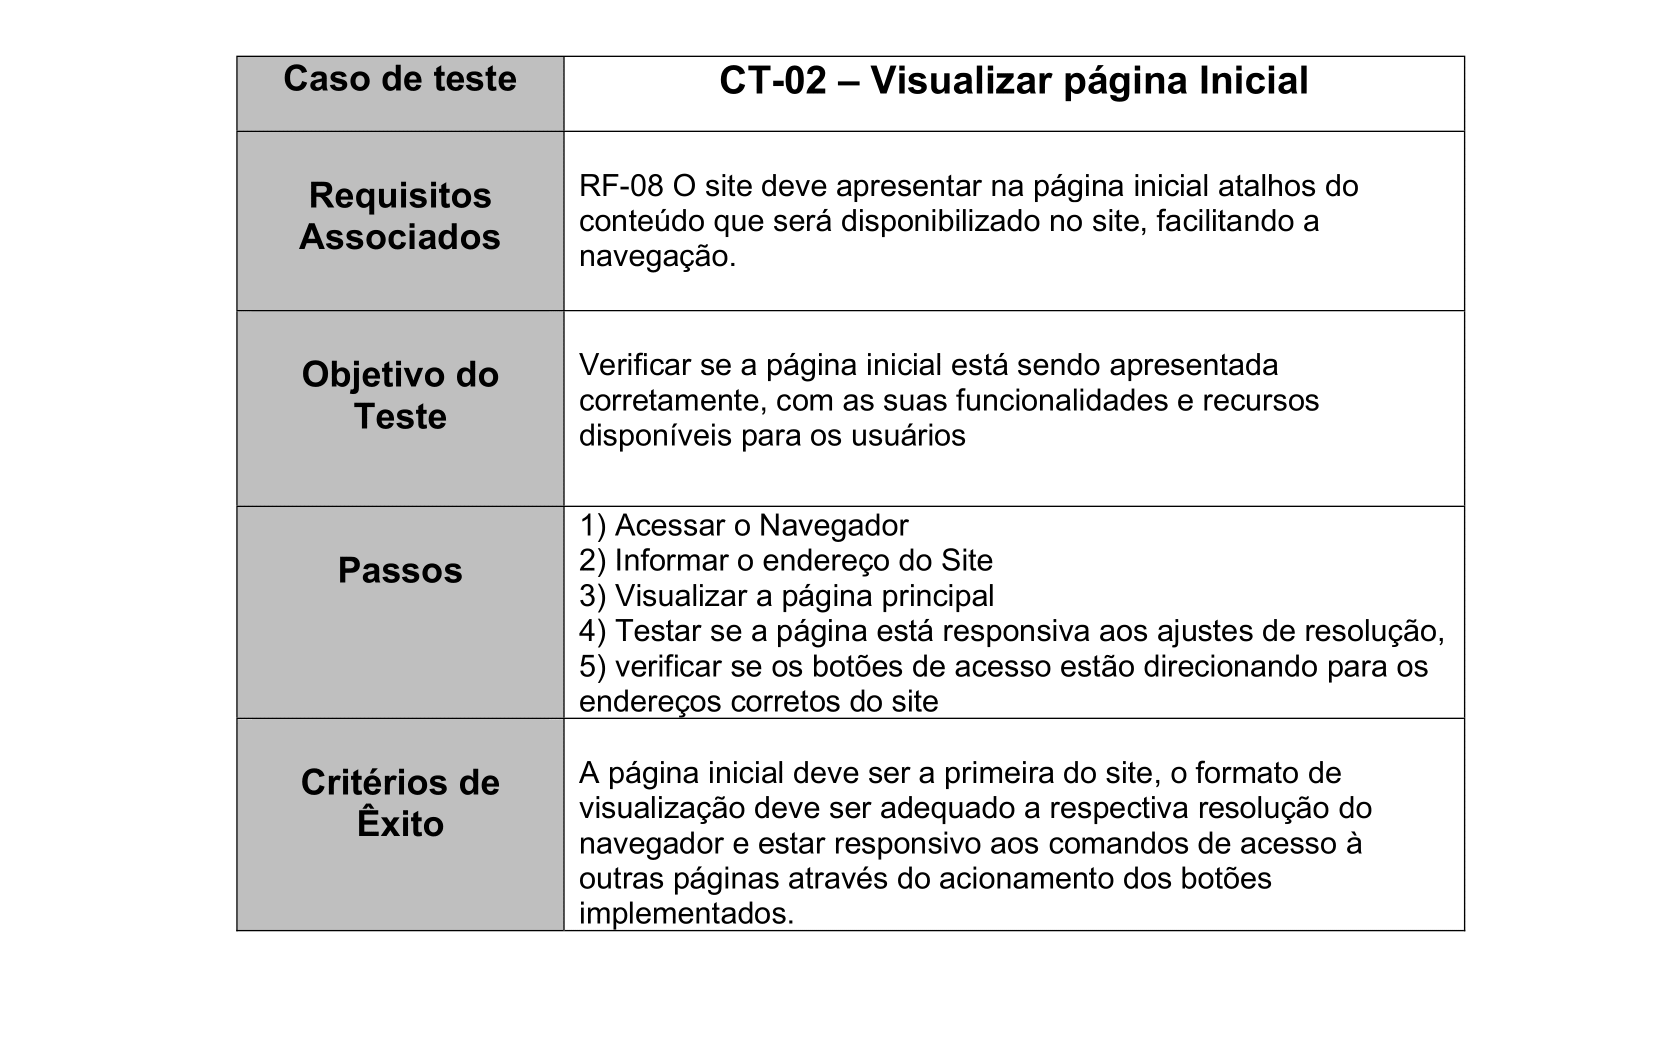 Caso de teste
CT-02 – Visualizar página Inicial
Requisitos
Associados
RF-08 O site deve apresentar na página inicial atalhos do
conteúdo que será disponibilizado no site, facilitando a
navegação.
Objetivo do
Teste
Verificar se a página inicial está sendo apresentada
corretamente, com as suas funcionalidades e recursos
disponíveis para os usuários
Passos
1) Acessar o Navegador
2) Informar o endereço do Site
3) Visualizar a página principal
4) Testar se a página está responsiva aos ajustes de resolução,
5) verificar se os botões de acesso estão direcionando para os
endereços corretos do site
Critérios de
Êxito
A página inicial deve ser a primeira do site, o formato de
visualização deve ser adequado a respectiva resolução do
navegador e estar responsivo aos comandos de acesso à
outras páginas através do acionamento dos botões
implementados.